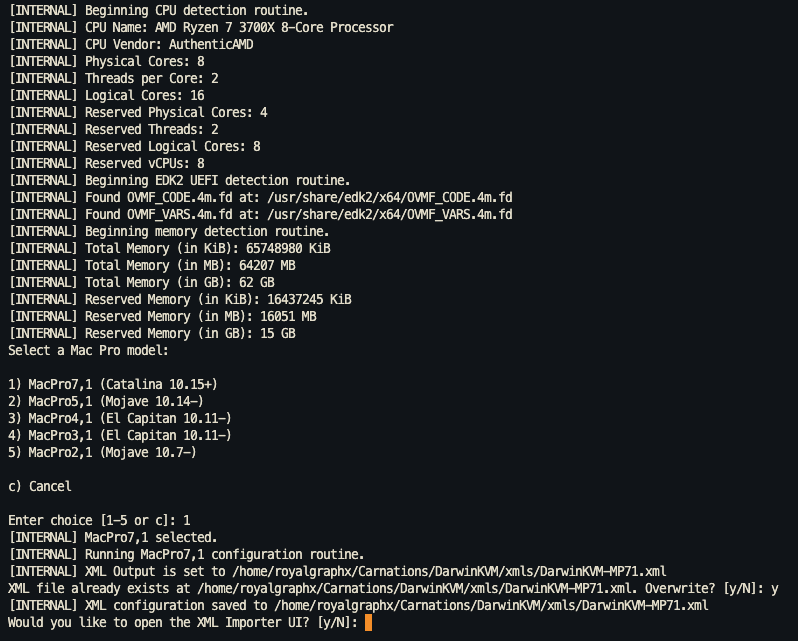 [INTERNAL] Beginning CPU detection routine.
[INTERNAL] CPU Name: AMD Ryzen 7 3700X 8-Core Processor
[INTERNAL] CPU Vendor: AuthenticAMD
[INTERNAL] Physical Cores: 8
[INTERNAL] Threads per Core: 2
[INTERNAL] Logical Cores: 16
[INTERNAL] Reserved Physical Cores: 4
[INTERNAL] Reserved Threads: 2
[INTERNAL] Reserved Logical Cores: 8
[INTERNAL] Reserved vCPUs: 8
[INTERNAL] Beginning EDK2 UEFI detection routine.
[INTERNAL] Found OVMF_CODE.4m.fd at: /usr/share/edk2/x64/OVMF_CODE.4m.fd
[INTERNAL] Found OVMF_VARS.4m.fd at: /usr/share/edk2/x64/OVMF_VARS.4m.fd
[INTERNAL] Beginning memory detection routine.
[INTERNAL] Total Memory (in KiB): 65748980 KiB
[INTERNAL] Total Memory (in MB): 64207 MB
[INTERNAL] Total Memory (in GB): 62 GB
[INTERNAL] Reserved Memory (in KiB): 16437245 KiB
[INTERNAL] Reserved Memory (in MB): 16051 MB
[INTERNAL] Reserved Memory (in GB): 15 GB
Select a Mac Pro model:
1) MacPro7,1 (Catalina 10.15+)
2) MacPro5,1 (Mojave 10.14-)
3) MacPro4,1 (El Capitan 10.11-)
4) MacPro3,1 (El Capitan 10.11-)
5) MacPro2,1 (Mojave 10.7-)
c) Cancel
Enter choice [1-5 or c]: 1
[INTERNAL] MacPro7,1 selected.
[INTERNAL] Running MacPro7,1 configuration routine.
[INTERNAL] XML Output is set to /home/royalgraphx/Carnations/DarwinKVM/xmls/DarwinKVM-MP71.xml
XML file already exists at /home/royalgraphx/Carnations/DarwinKVM/xmls/DarwinKVM-MP71.xml. Overwrite? [y/N]: y
[INTERNAL] XML configuration saved to /home/royalgraphx/Carnations/DarwinKVM/xmls/DarwinKVM-MP71.xml
Would you like to open the XML Importer UI? [y/N]: